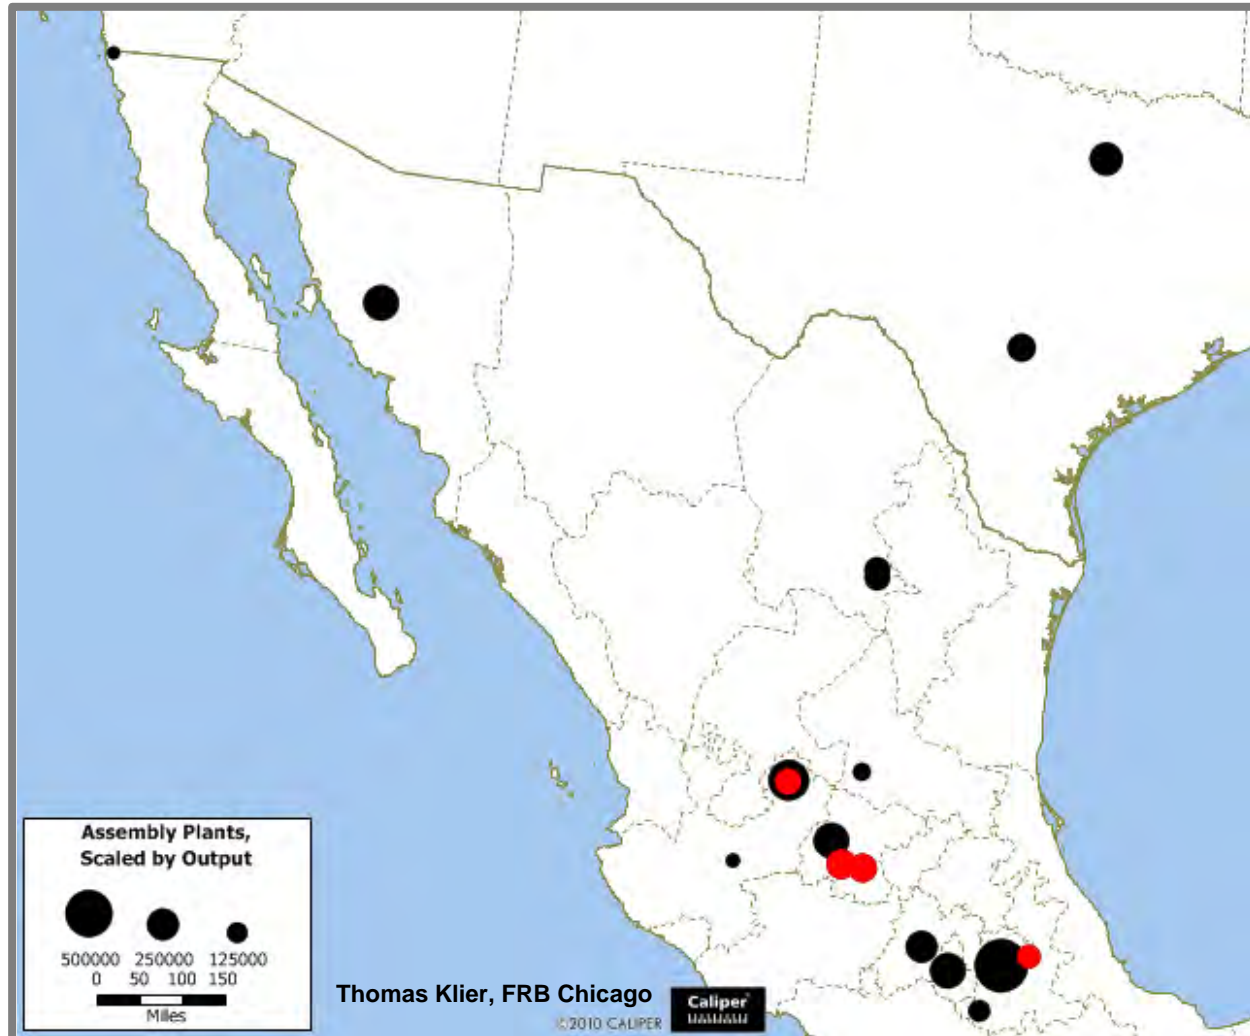 Assembly Plants,
Scaled by Output
500000 250000 125000
0 50 100 150
Miles
Thomas Klier, FRB Chicago
Caliper
©2010 CALIPER